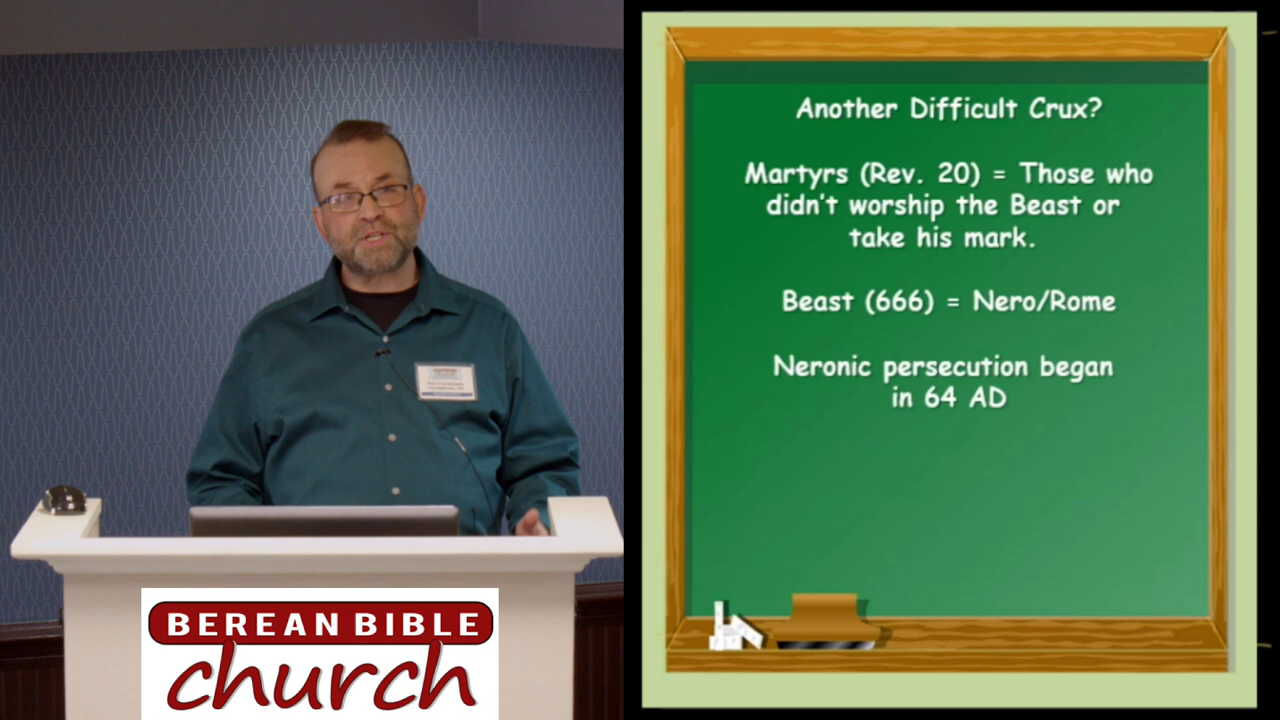 BEREAN BIBLE
church
Another Difficult Crux?
Martyrs (Rev. 20) = Those who
didn't worship the Beast or
take his mark.
Beast (666) = Nero/Rome
Neronic persecution began
in 64 AD